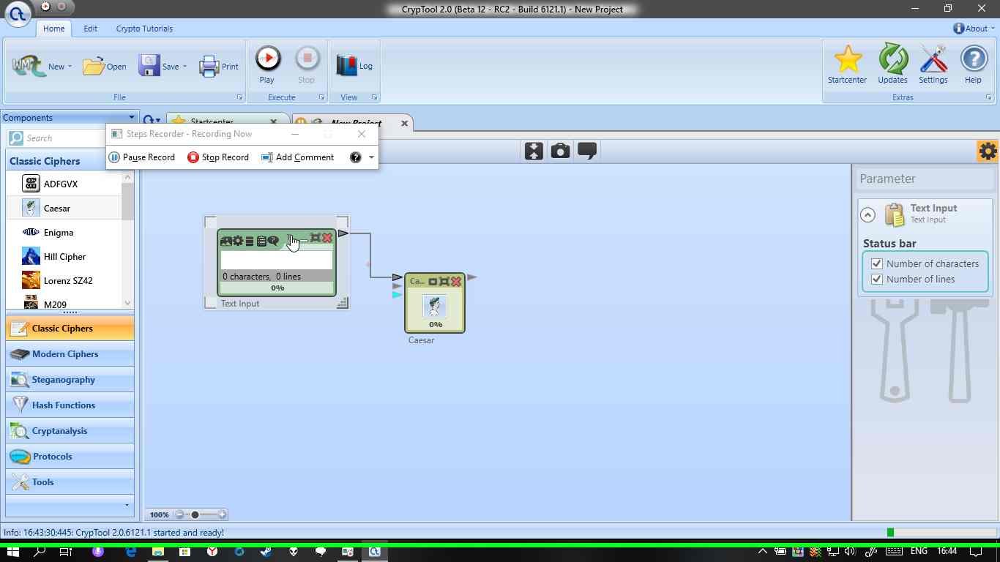 CrypTool 2.0 (Beta 12 - RC2 - Build 6121.1) - New Project
Home Edit Crypto Tutorials
About
New Open Save Print
Play Stop
Log
Startcenter Updates Settings Help
File Execute View Extras
Components
Startcenter New Project
Steps Recorder - Recording Now
Search
Pause Record Stop Record Add Comment
Classic Ciphers
ADFGVX
Caesar
Enigma
Hill Cipher
Lorenz SZ42
M209
Classic Ciphers
Modern Ciphers
Steganography
Hash Functions
Cryptanalysis
Protocols
Tools
0 characters, 0 lines
0%
Text Input
Ca...
0%
Caesar
Parameter
Text Input
Text Input
Status bar
Number of characters
Number of lines
100%
Info: 16:43:30:445: CrypTool 2.0.6121.1 started and ready!
ENG 16:44